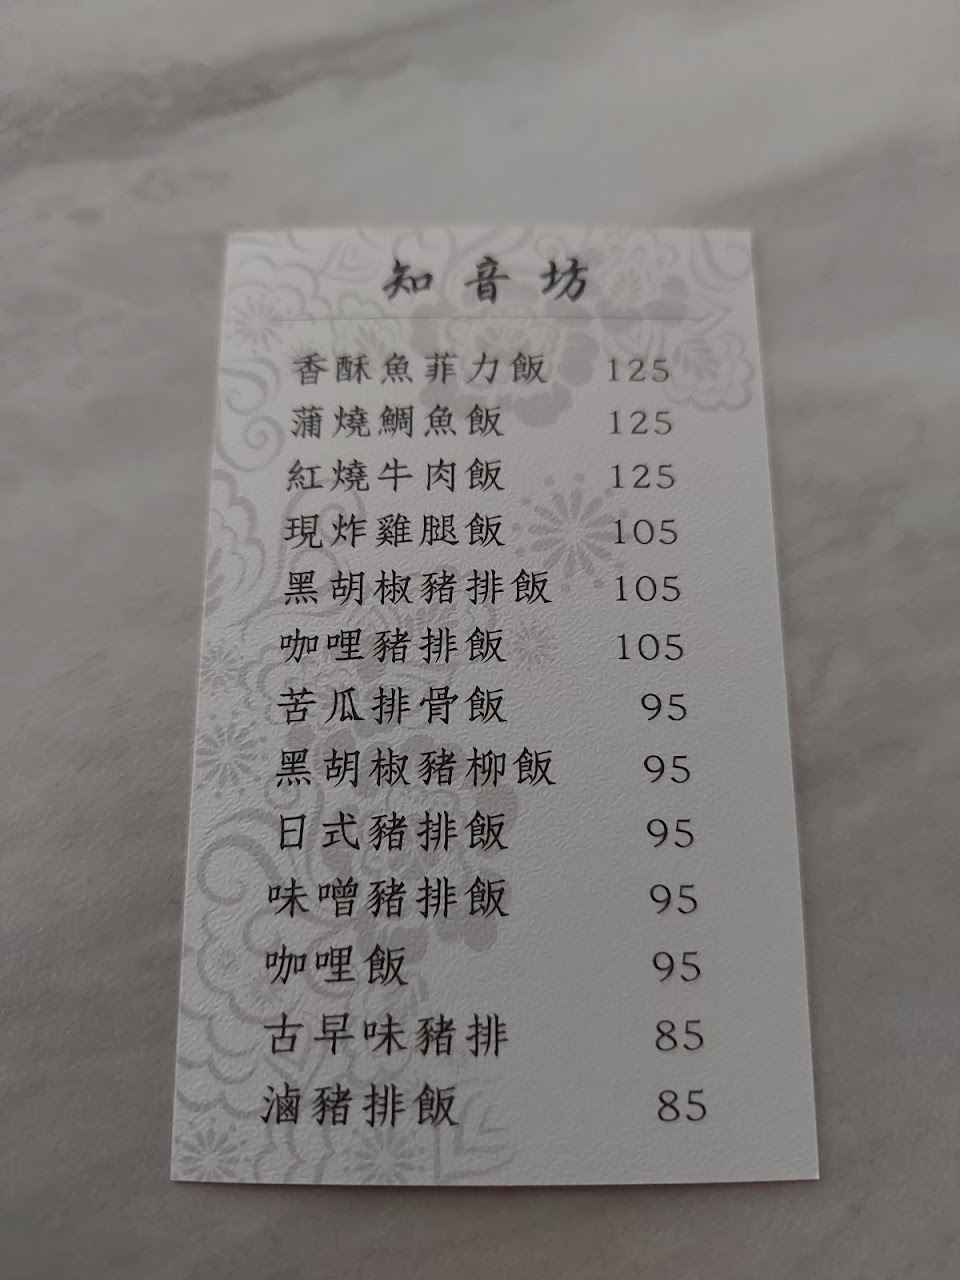 知音坊
香酥魚菲力飯 125
蒲燒鯛魚飯 125
紅燒牛肉飯 125
現炸雞腿飯 105
黑胡椒豬排飯 105
咖哩豬排飯 105
苦瓜排骨飯 95
黑胡椒豬柳飯 95
日式豬排飯 95
味噌豬排飯 95
咖哩飯 95
古早味豬排 85
滷豬排飯 85